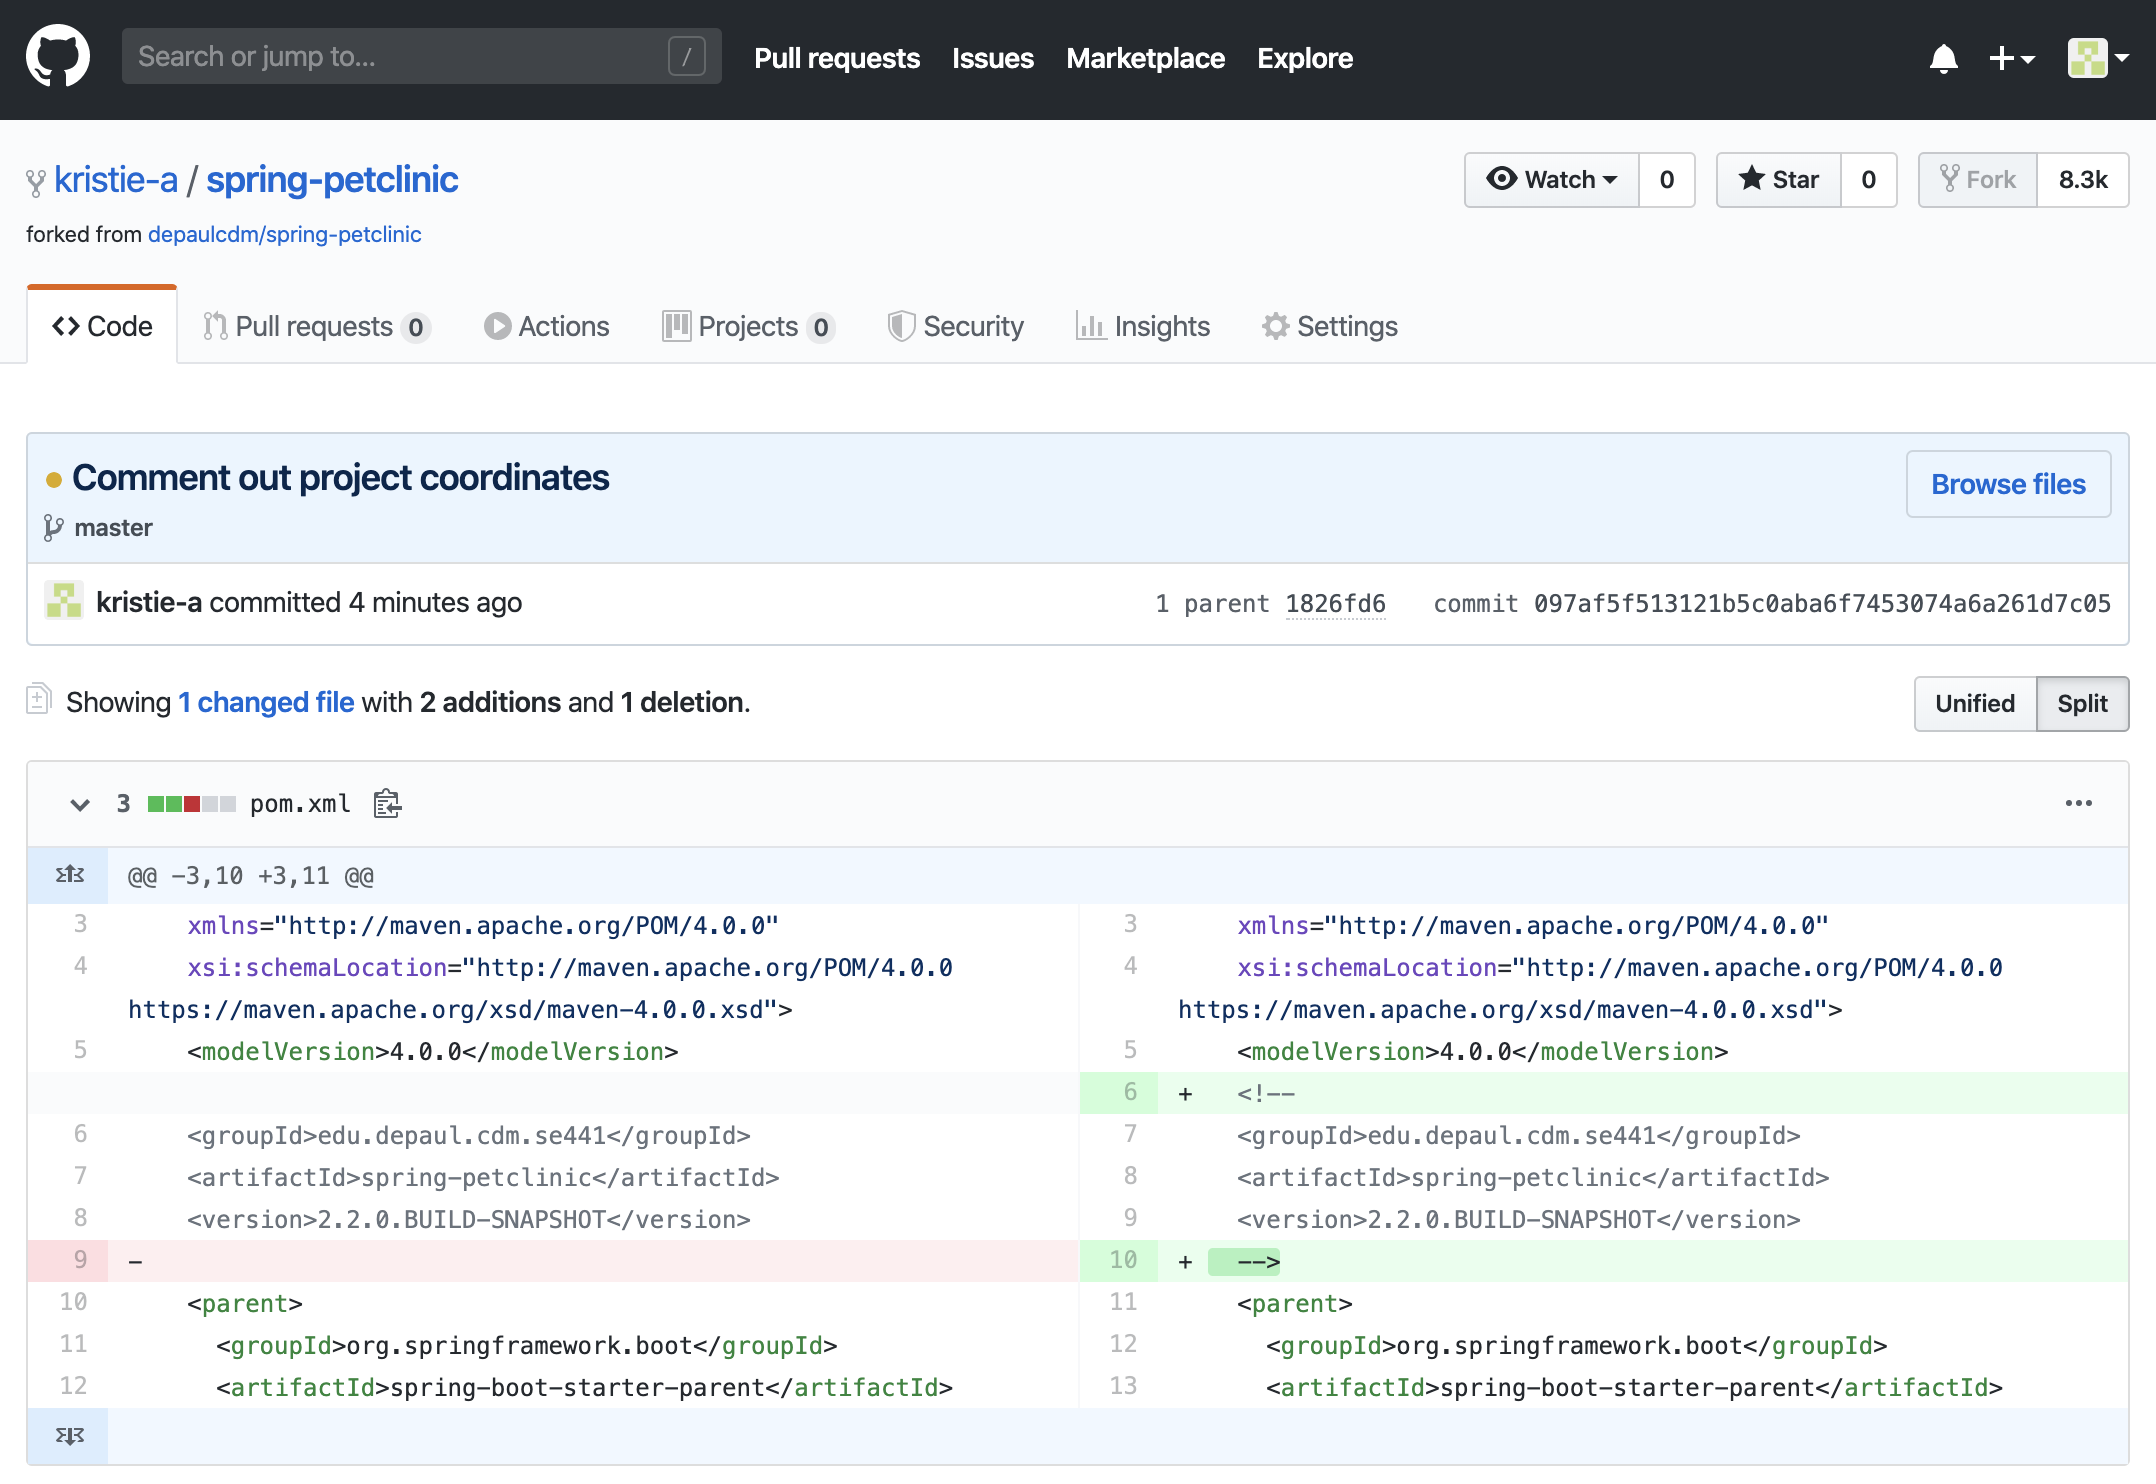 Search or jump to... /
Pull requests Issues Marketplace Explore
kristie-a / spring-petclinic
Watch 0 Star 0 Fork 8.3k
forked from depaulcdm/spring-petclinic
Code Pull requests 0 Actions Projects 0 Security Insights Settings
Comment out project coordinates
Browse files
master
kristie-a committed 4 minutes ago 1 parent 1826fd6 commit 097af5f513121b5c0aba6f7453074a6a261d7c05
Showing 1 changed file with 2 additions and 1 deletion.
Unified Split
3 pom.xml
@@ -3,10 +3,11 @@
3 xmlns="http://maven.apache.org/POM/4.0.0" 3 xmlns="http://maven.apache.org/POM/4.0.0"
4 xsi:schemaLocation="http://maven.apache.org/POM/4.0.0 4 xsi:schemaLocation="http://maven.apache.org/POM/4.0.0
https://maven.apache.org/xsd/maven-4.0.0.xsd"> https://maven.apache.org/xsd/maven-4.0.0.xsd">
5 <modelVersion>4.0.0</modelVersion> 5 <modelVersion>4.0.0</modelVersion>
6 + <!--
6 <groupId>edu.depaul.cdm.se441</groupId> 7 <groupId>edu.depaul.cdm.se441</groupId>
7 <artifactId>spring-petclinic</artifactId> 8 <artifactId>spring-petclinic</artifactId>
8 <version>2.2.0.BUILD-SNAPSHOT</version> 9 <version>2.2.0.BUILD-SNAPSHOT</version>
9 - 10 + -->
10 <parent> 11 <parent>
11 <groupId>org.springframework.boot</groupId> 12 <groupId>org.springframework.boot</groupId>
12 <artifactId>spring-boot-starter-parent</artifactId> 13 <artifactId>spring-boot-starter-parent</artifactId>